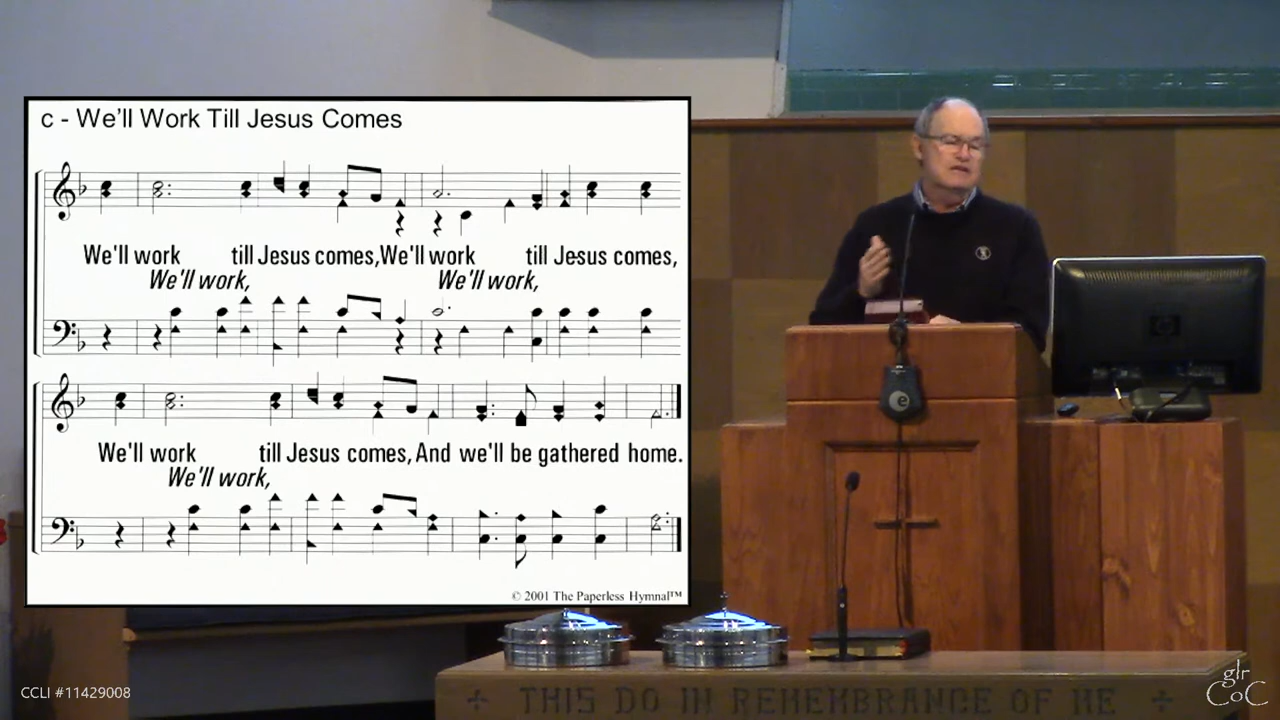 c - We'll Work Till Jesus Comes
We'll work till Jesus comes,We'll work till Jesus comes,
We'll work, We'll work,
We'll work till Jesus comes, And we'll be gathered home.
We'll work,
© 2001 The Paperless Hymnal™
hp
e
CCLI #11429008
THIS DO IN REMEMBRANCE OF ME
glr
CoC